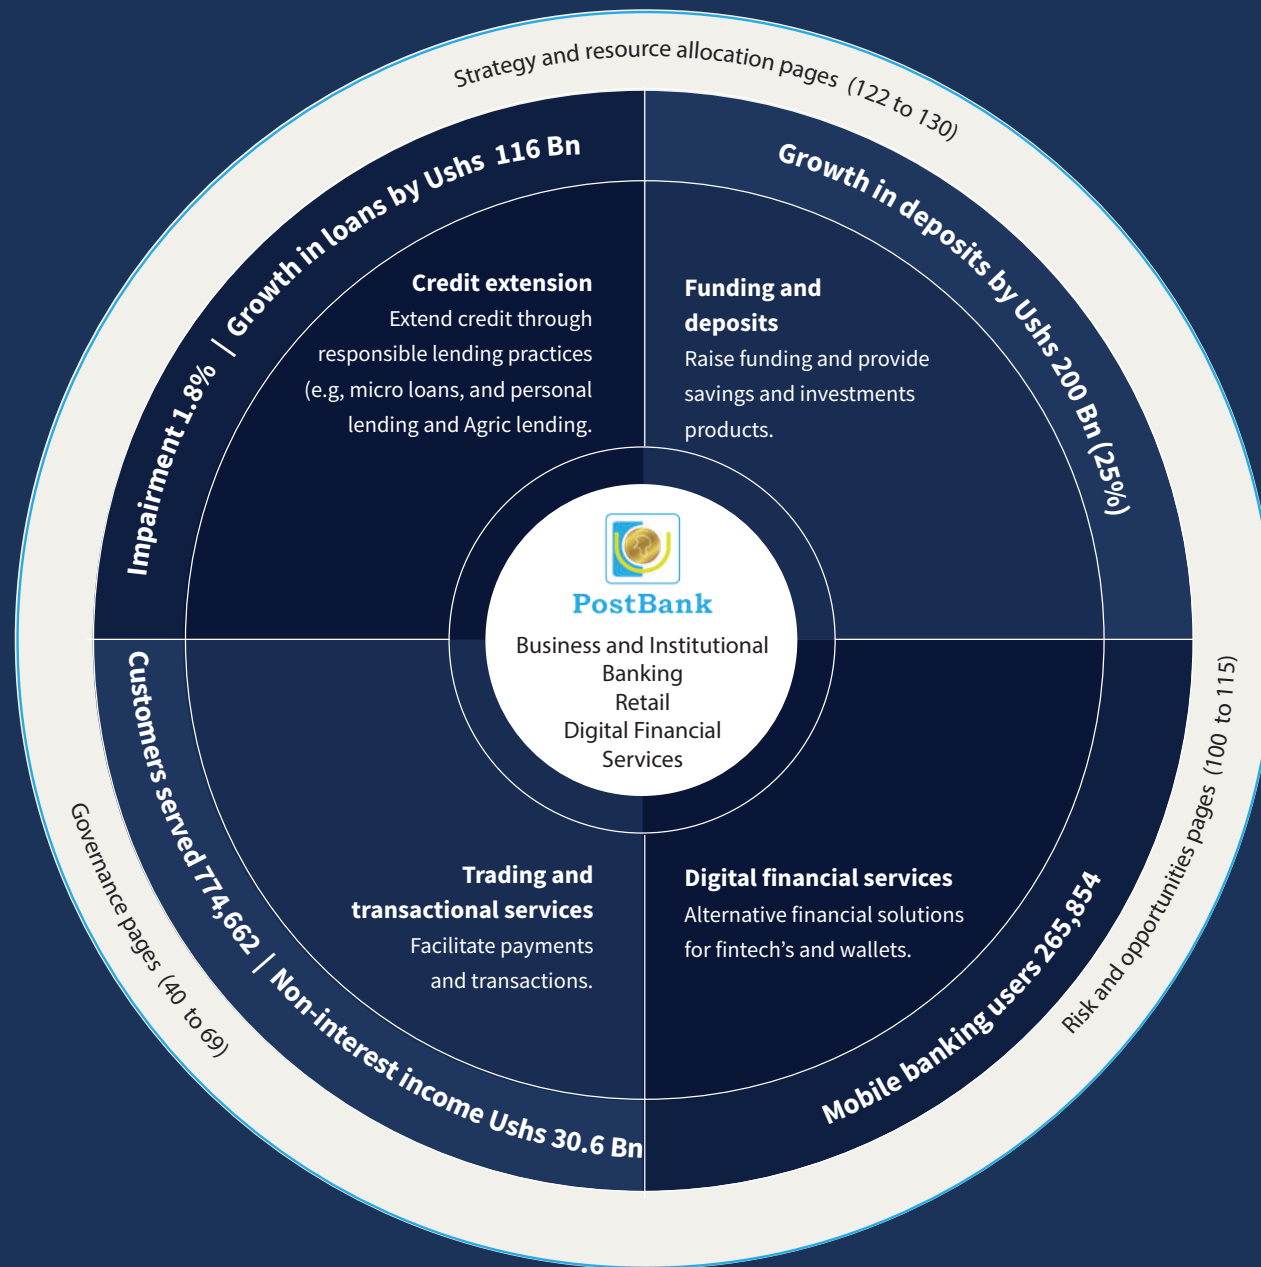 Strategy and resource allocation pages (122 to 130)
Impairment 1.8% | Growth in loans by Ushs 116 Bn
Growth in deposits by Ushs 200 Bn (25%)
Credit extension
Extend credit through
responsible lending practices
(e.g, micro loans, and personal
lending and Agric lending.
Funding and
deposits
Raise funding and provide
savings and investments
products.
PostBank
Business and Institutional
Banking
Retail
Digital Financial
Services
Trading and
transactional services
Facilitate payments
and transactions.
Digital financial services
Alternative financial solutions
for fintech's and wallets.
Customers served 774,662 | Non-interest income Ushs 30.6 Bn
Mobile banking users 265,854
Governance pages (40 to 69)
Risk and opportunities pages (100 to 115)